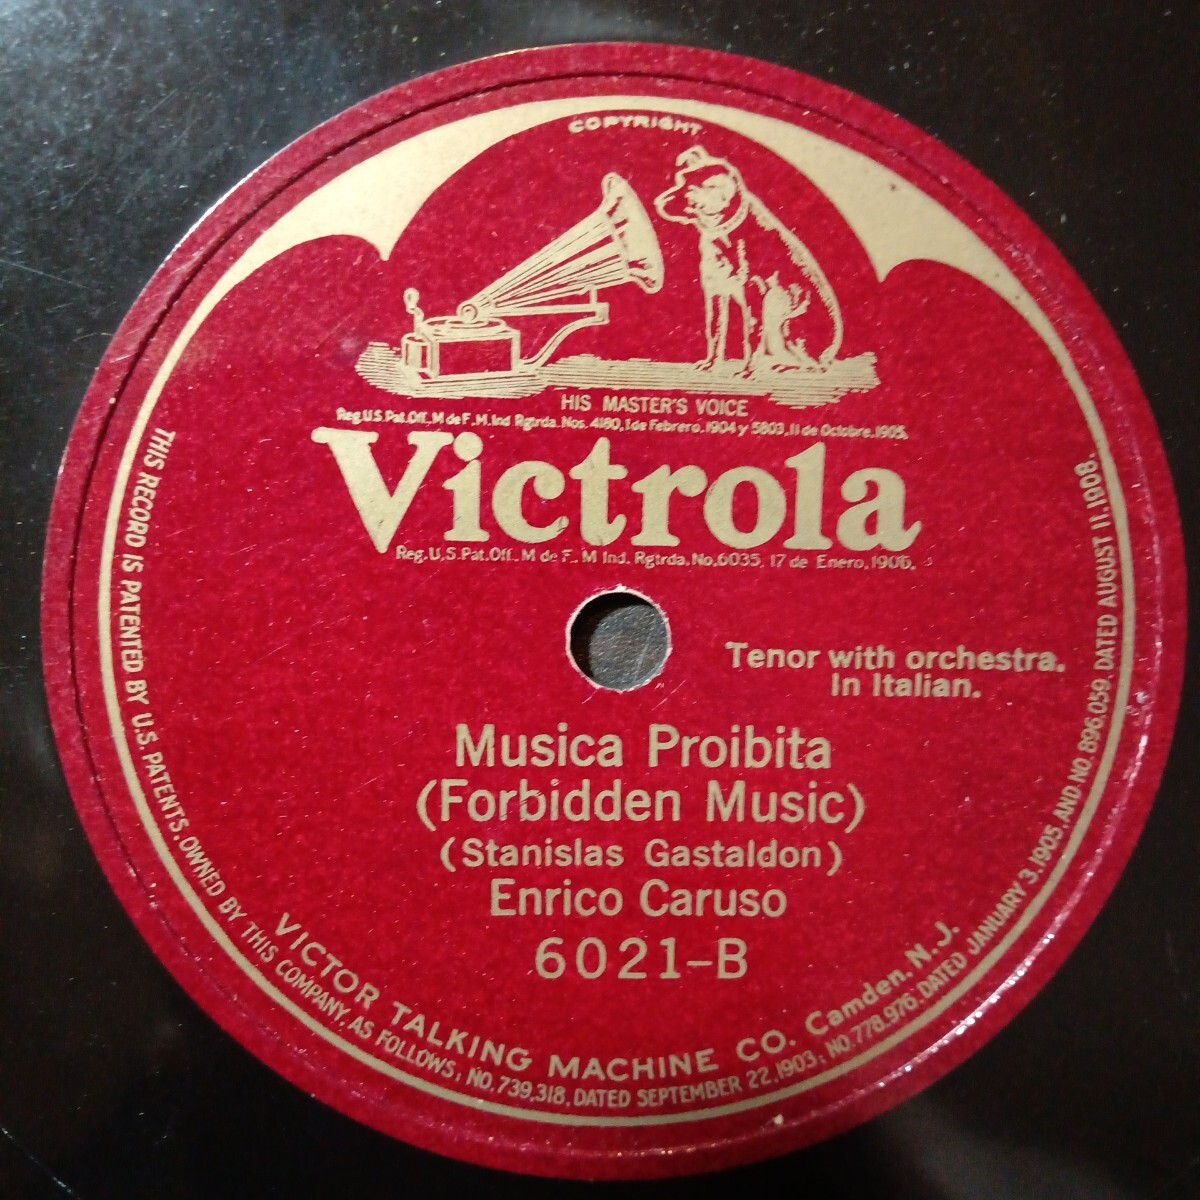 COPYRIGHT
HIS MASTER'S VOICE
Reg.U.S.Pat.Off., M de F., M.Ind. Rgtrda. Nos. 4180, 1 de Febrero, 1904 y 5803, 11 de Octobre, 1905.
Victrola
Reg.U.S.Pat.Off., M de F., M Ind. Rgtrda. No. 6035, 17 de Enero, 1906.
Tenor with orchestra.
In Italian.
Musica Proibita
(Forbidden Music)
(Stanislas Gastaldon)
Enrico Caruso
6021-B
VICTOR TALKING MACHINE CO. Camden, N.J.
THIS RECORD IS PATENTED BY U.S. PATENTS, OWNED BY THIS COMPANY, AS FOLLOWS; NO. 739,318, DATED SEPTEMBER 22, 1903; NO. 778,976, DATED JANUARY 3, 1905, AND NO. 896,059, DATED AUGUST 11, 1908.